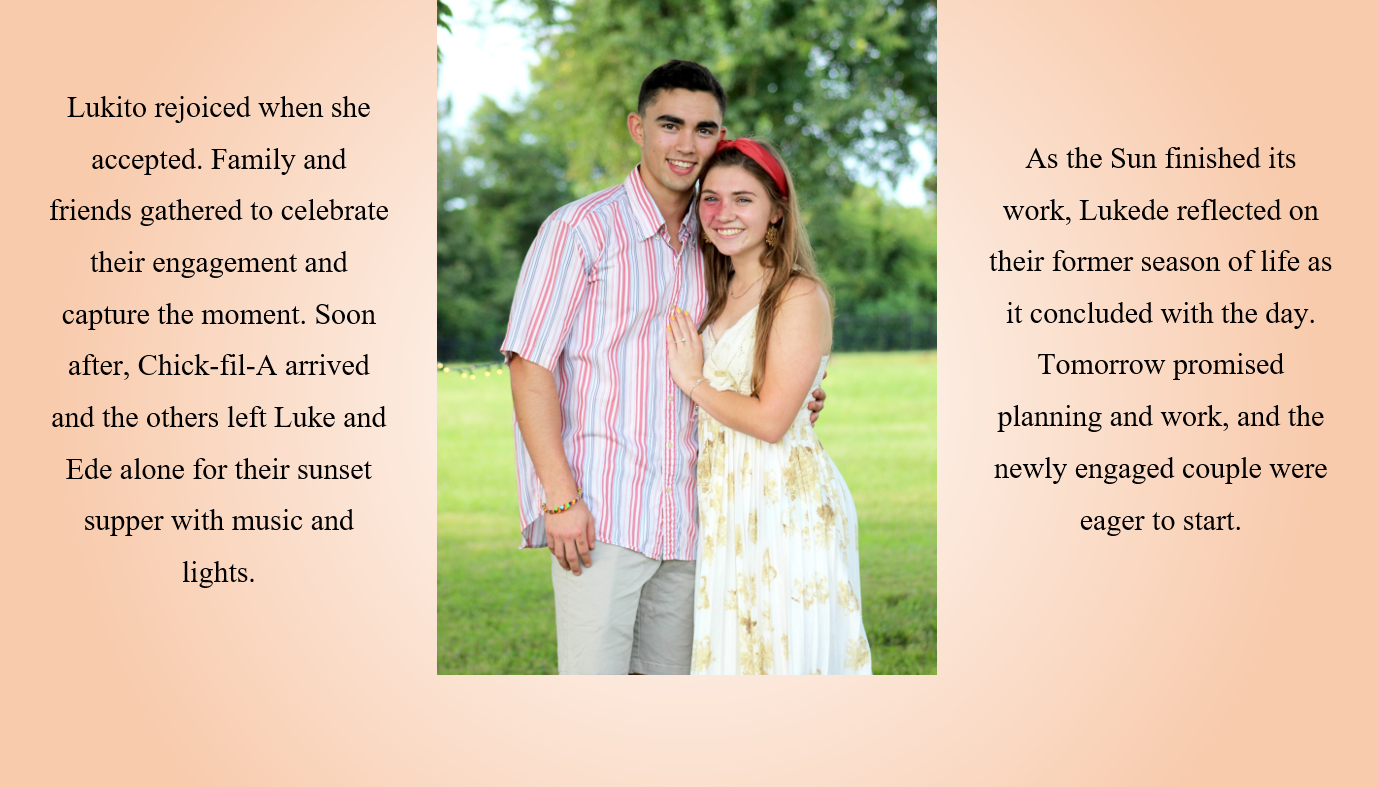 Lukito rejoiced when she
accepted. Family and
friends gathered to celebrate
their engagement and
capture the moment. Soon
after, Chick-fil-A arrived
and the others left Luke and
Ede alone for their sunset
supper with music and
lights.
As the Sun finished its
work, Lukede reflected on
their former season of life as
it concluded with the day.
Tomorrow promised
planning and work, and the
newly engaged couple were
eager to start.